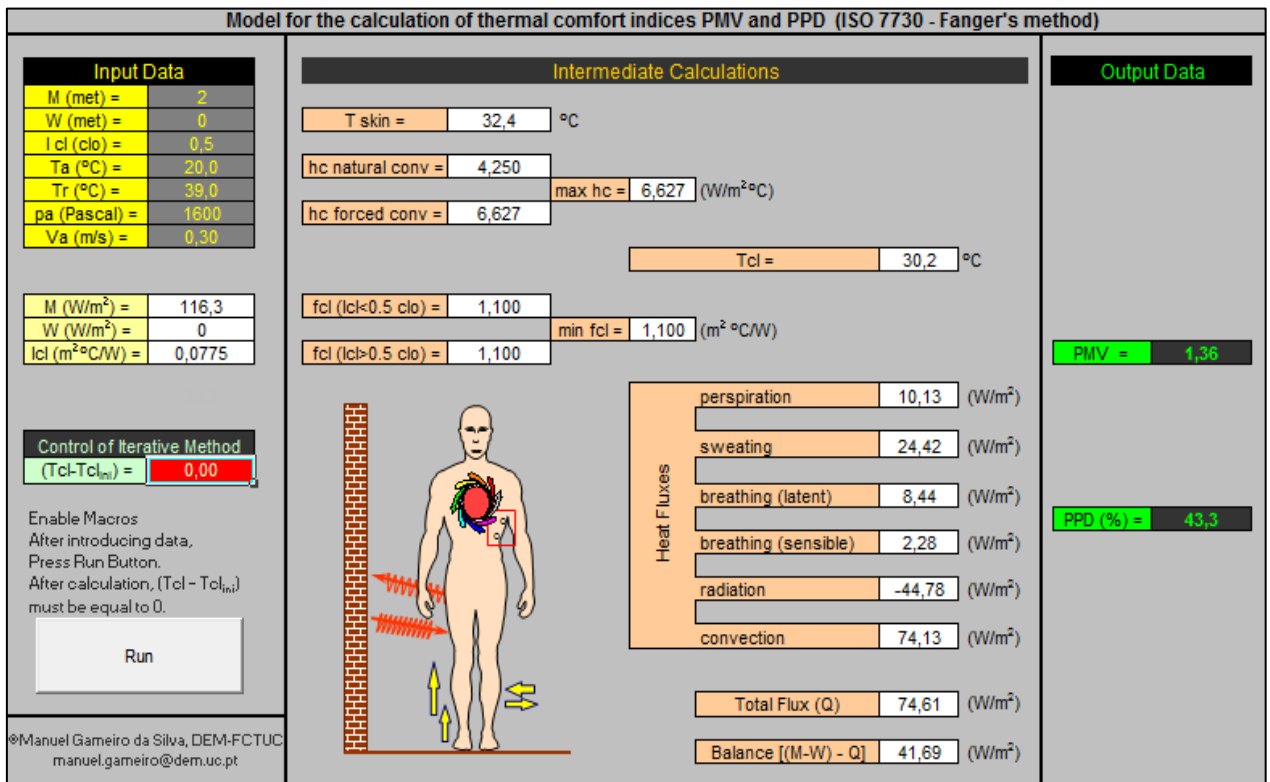 Model for the calculation of thermal comfort indices PMV and PPD (ISO 7730 - Fanger's method)
Input Data
M (met) = 2
W (met) = 0
I cl (clo) = 0,5
Ta (ºC) = 20,0
Tr (ºC) = 39,0
pa (Pascal) = 1600
Va (m/s) = 0,30
M (W/m²) = 116,3
W (W/m²) = 0
Icl (m²ºC/W) = 0,0775
Control of Iterative Method
(Tcl-Tclini) = 0,00
Enable Macros
After introducing data,
Press Run Button.
After calculation, (Tcl - Tclini)
must be equal to 0.
Run
®Manuel Gameiro da Silva, DEM-FCTUC
manuel.gameiro@dem.uc.pt
Intermediate Calculations
T skin = 32,4 ºC
hc natural conv = 4,250
max hc = 6,627 (W/m²ºC)
hc forced conv = 6,627
Tcl = 30,2 ºC
fcl (Icl<0.5 clo) = 1,100
min fcl = 1,100 (m² ºC/W)
fcl (Icl>0.5 clo) = 1,100
Heat Fluxes
perspiration 10,13 (W/m²)
sweating 24,42 (W/m²)
breathing (latent) 8,44 (W/m²)
breathing (sensible) 2,28 (W/m²)
radiation -44,78 (W/m²)
convection 74,13 (W/m²)
Total Flux (Q) 74,61 (W/m²)
Balance [(M-W) - Q] 41,69 (W/m²)
Output Data
PMV = 1,36
PPD (%) = 43,3